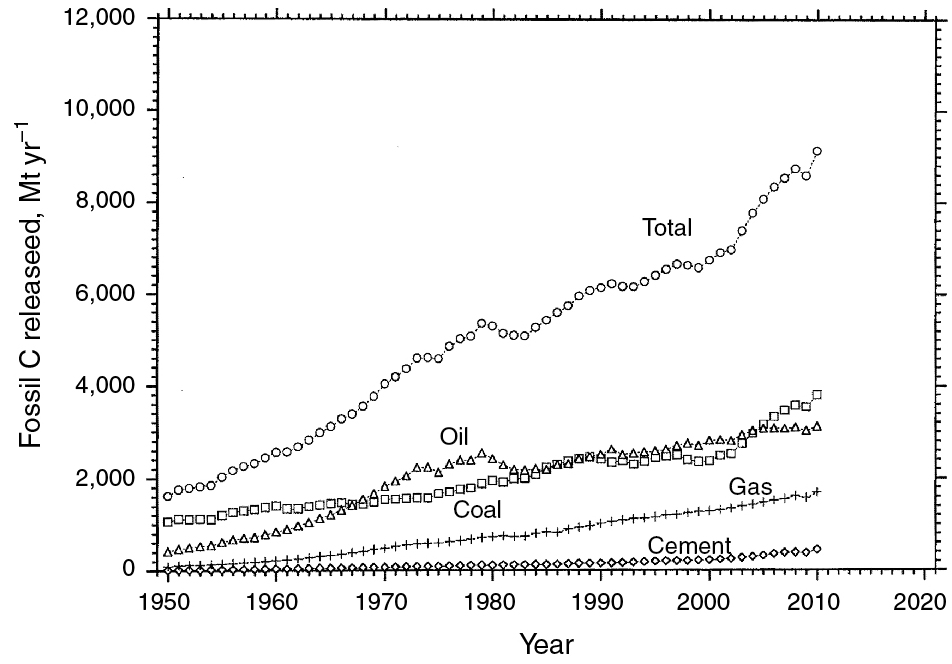 12,000
10,000
8,000
6,000
4,000
2,000
0
Fossil C releaseed, Mt yr−1
Total
Oil
Coal
Gas
Cement
1950 1960 1970 1980 1990 2000 2010 2020
Year